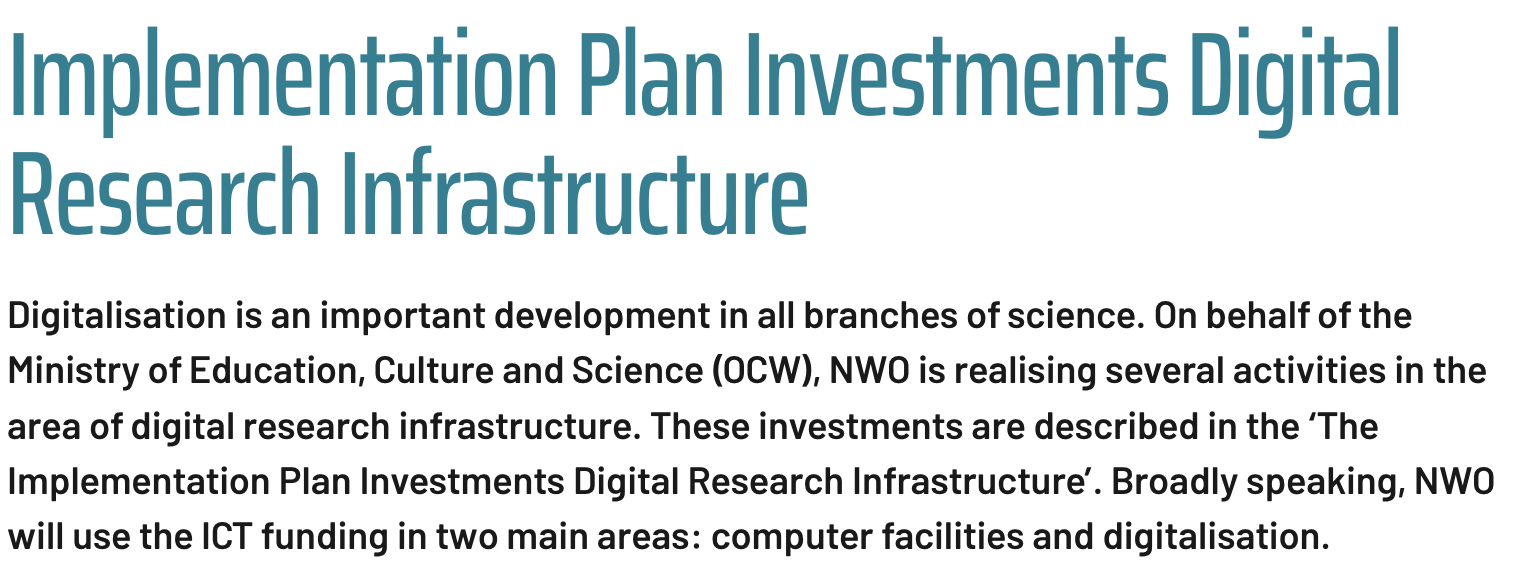 Implementation Plan Investments Digital
Research Infrastructure
Digitalisation is an important development in all branches of science. On behalf of the
Ministry of Education, Culture and Science (OCW), NWO is realising several activities in the
area of digital research infrastructure. These investments are described in the ‘The
Implementation Plan Investments Digital Research Infrastructure’. Broadly speaking, NWO
will use the ICT funding in two main areas: computer facilities and digitalisation.